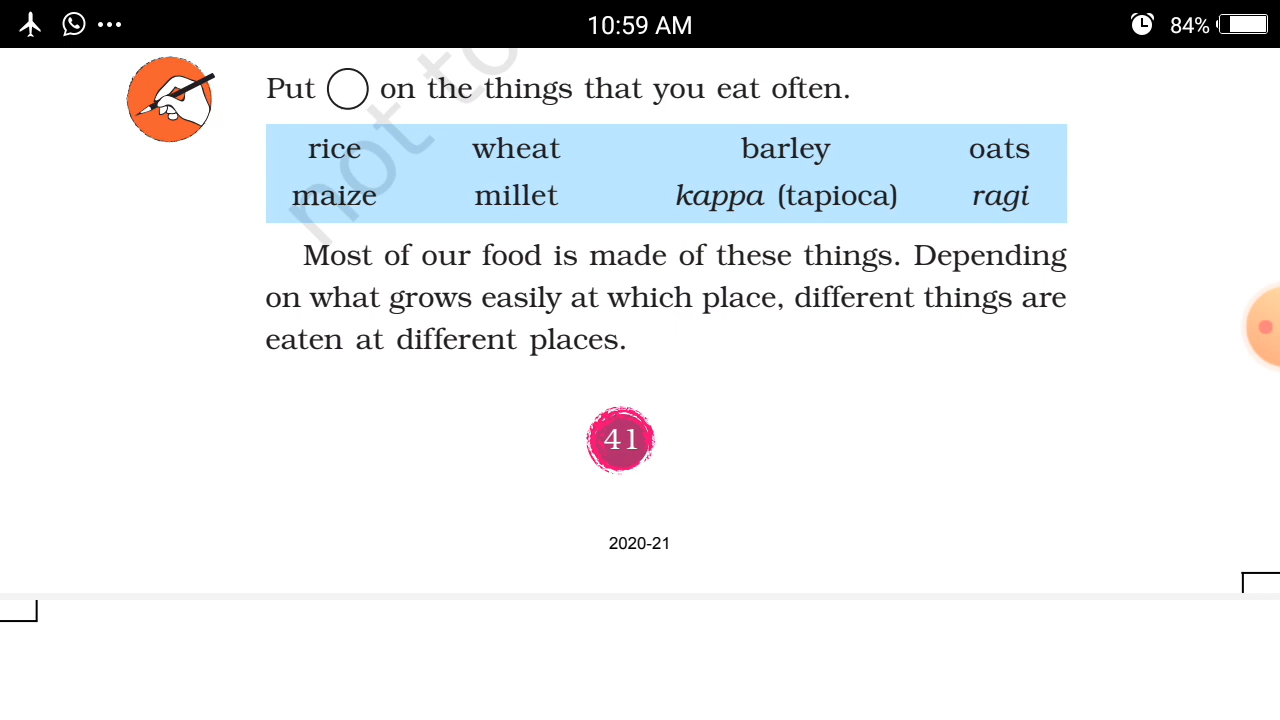 10:59 AM
84%
Put on the things that you eat often.
rice wheat barley oats
maize millet kappa (tapioca) ragi
Most of our food is made of these things. Depending
on what grows easily at which place, different things are
eaten at different places.
41
2020-21
not to